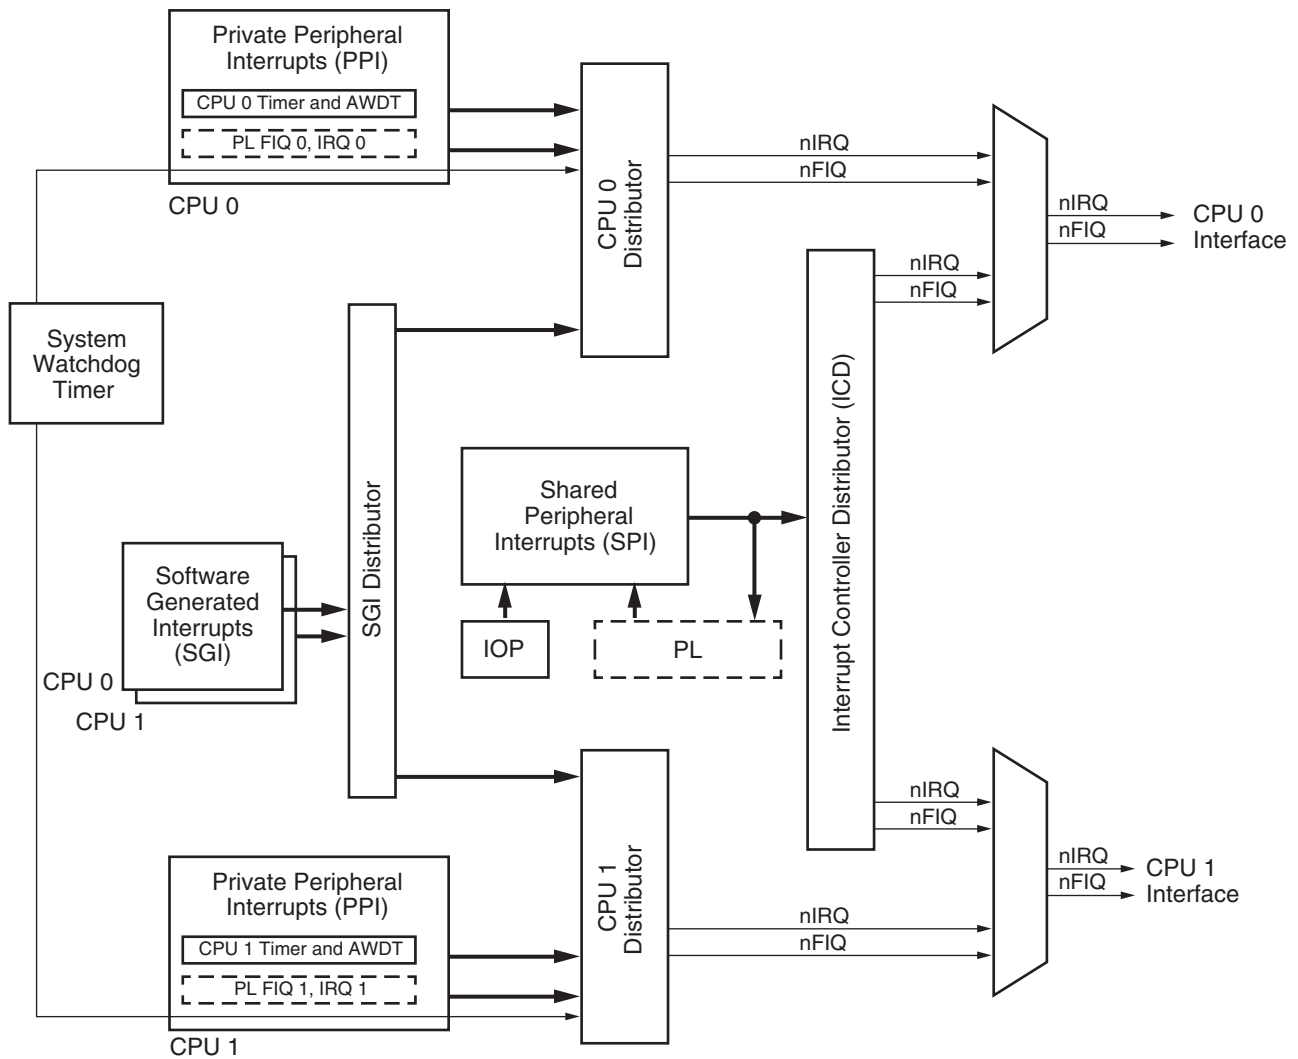 Private Peripheral
Interrupts (PPI)
CPU 0 Timer and AWDT
PL FIQ 0, IRQ 0
CPU 0
CPU 0
Distributor
nIRQ
nFIQ
nIRQ
nFIQ
CPU 0
Interface
nIRQ
nFIQ
System
Watchdog
Timer
SGI Distributor
Shared
Peripheral
Interrupts (SPI)
IOP
PL
Interrupt Controller Distributor (ICD)
Software
Generated
Interrupts
(SGI)
CPU 0
CPU 1
nIRQ
nFIQ
Private Peripheral
Interrupts (PPI)
CPU 1 Timer and AWDT
PL FIQ 1, IRQ 1
CPU 1
CPU 1
Distributor
nIRQ
nFIQ
nIRQ
nFIQ
CPU 1
Interface